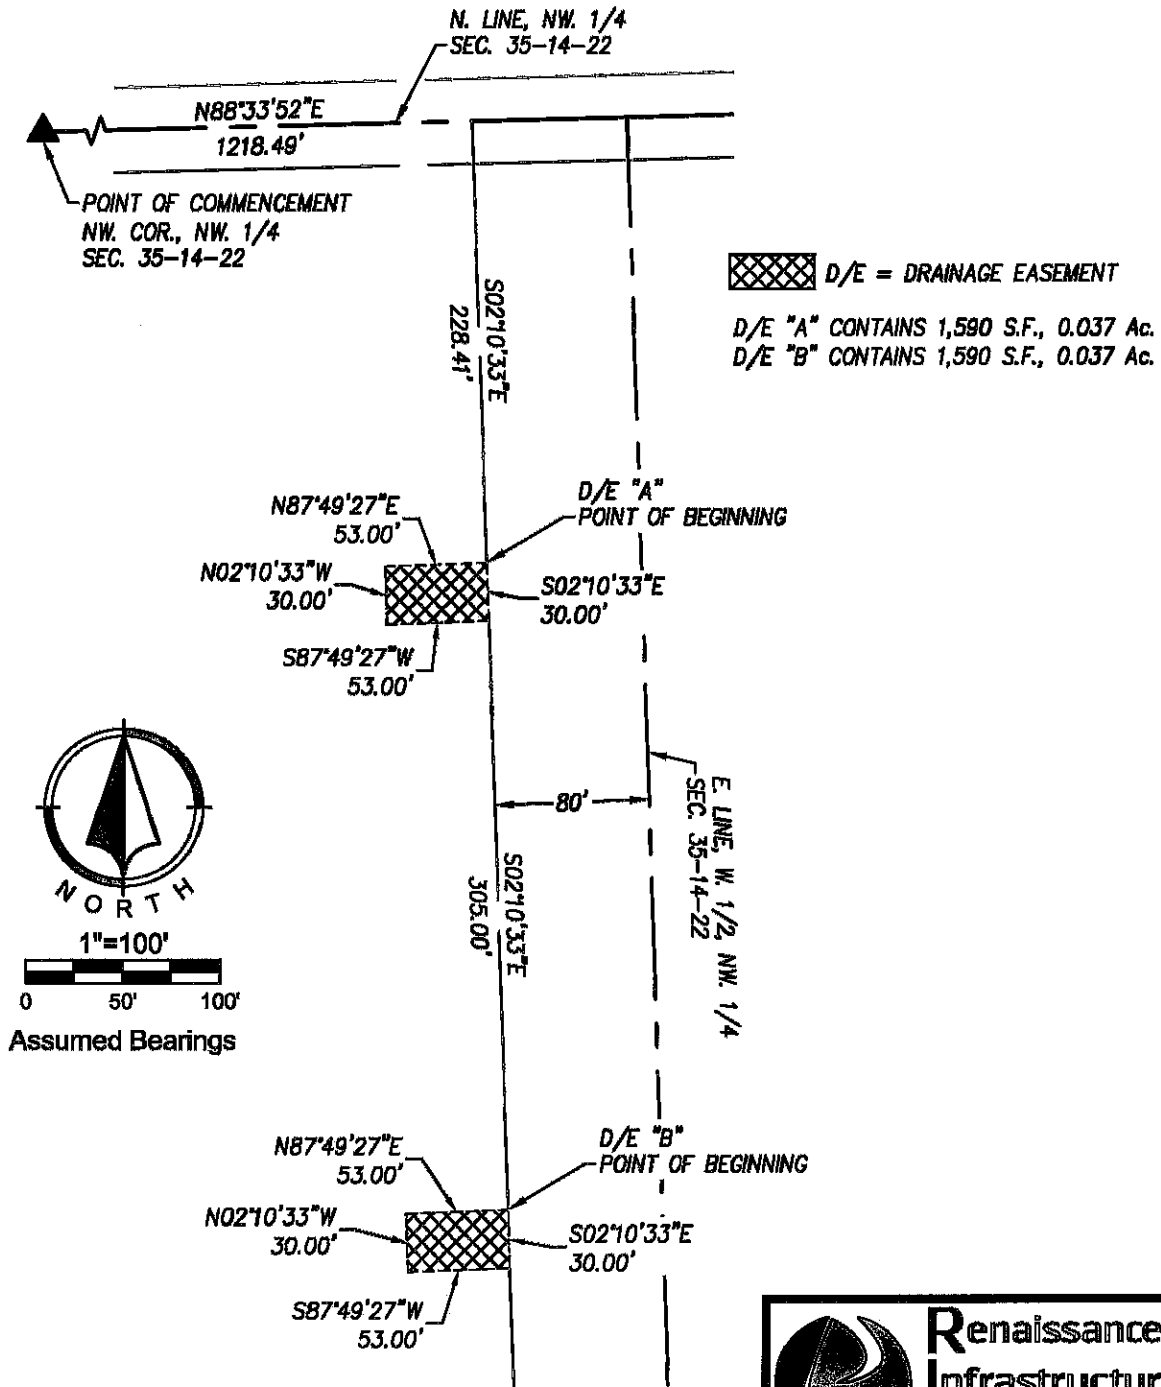 N. LINE, NW. 1/4
SEC. 35-14-22
N88°33'52"E
1218.49'
POINT OF COMMENCEMENT
NW. COR., NW. 1/4
SEC. 35-14-22
D/E = DRAINAGE EASEMENT
D/E "A" CONTAINS 1,590 S.F., 0.037 Ac.
D/E "B" CONTAINS 1,590 S.F., 0.037 Ac.
S02°10'33"E
228.41'
D/E "A"
POINT OF BEGINNING
N87°49'27"E
53.00'
N02°10'33"W
30.00'
S02°10'33"E
30.00'
S87°49'27"W
53.00'
80'
E. LINE, W. 1/2, NW. 1/4
SEC. 35-14-22
NORTH
1"=100'
0 50' 100'
Assumed Bearings
S02°10'33"E
305.00'
D/E "B"
POINT OF BEGINNING
N87°49'27"E
53.00'
N02°10'33"W
30.00'
S02°10'33"E
30.00'
S87°49'27"W
53.00'
Renaissance
Infrastructur